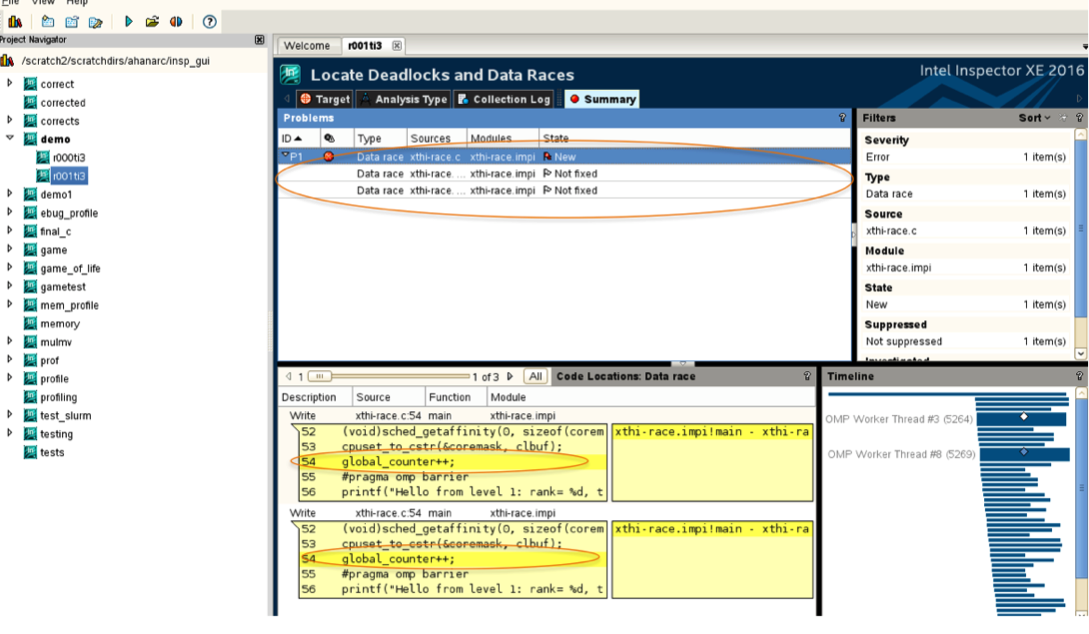 File View Help
Project Navigator
/scratch2/scratchdirs/ahanarc/insp_gui
correct
corrected
corrects
demo
r000ti3
r001ti3
demo1
ebug_profile
final_c
game
game_of_life
gametest
mem_profile
memory
mulmv
prof
profile
profiling
test_slurm
testing
tests
Welcome r001ti3
Locate Deadlocks and Data Races
Intel Inspector XE 2016
Target Analysis Type Collection Log Summary
Problems ?
ID Type Sources Modules State
P1 Data race xthi-race.c xthi-race.impi New
Data race xthi-race. ... xthi-race.impi Not fixed
Data race xthi-race. ... xthi-race.impi Not fixed
Filters Sort ?
Severity
Error 1 item(s)
Type
Data race 1 item(s)
Source
xthi-race.c 1 item(s)
Module
xthi-race.impi 1 item(s)
State
New 1 item(s)
Suppressed
Not suppressed 1 item(s)
1 1 of 3 All Code Locations: Data race ?
Description Source Function Module
Write xthi-race.c:54 main xthi-race.impi
52 (void)sched_getaffinity(0, sizeof(corem xthi-race.impi!main - xthi-ra
53 cpuset_to_cstr(&coremask, clbuf);
54 global_counter++;
55 #pragma omp barrier
56 printf("Hello from level 1: rank= %d, t
Write xthi-race.c:54 main xthi-race.impi
52 (void)sched_getaffinity(0, sizeof(corem xthi-race.impi!main - xthi-ra
53 cpuset_to_cstr(&coremask, clbuf);
54 global_counter++;
55 #pragma omp barrier
56 printf("Hello from level 1: rank= %d, t
Timeline ?
OMP Worker Thread #3 (5264)
OMP Worker Thread #8 (5269)